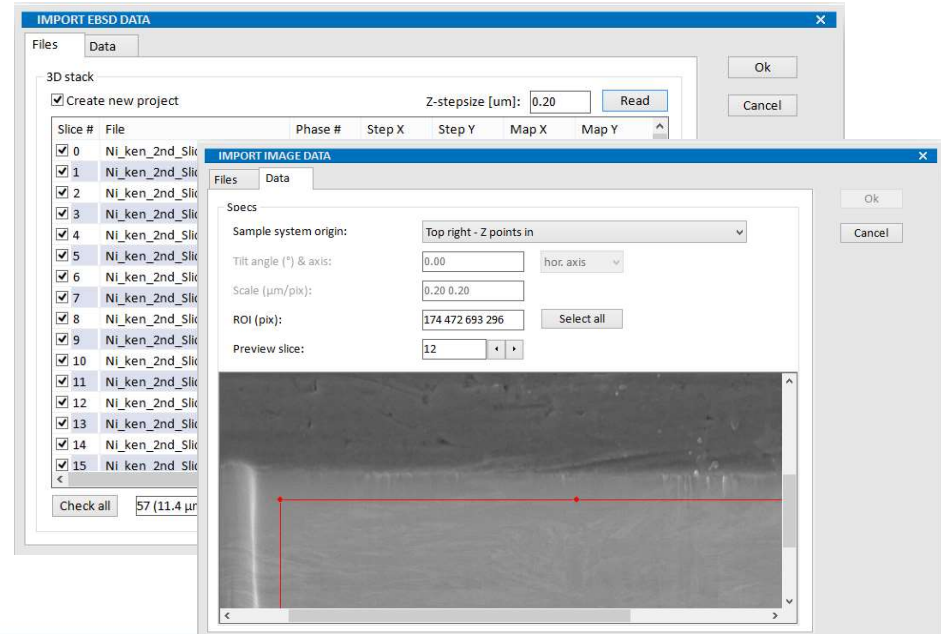 IMPORT EBSD DATA
Files Data
3D stack
Create new project Z-stepsize [um]: 0.20 Read
Ok
Cancel
Slice # File Phase # Step X Step Y Map X Map Y
0 Ni_ken_2nd_Slic
1 Ni_ken_2nd_Slic
2 Ni_ken_2nd_Slic
3 Ni_ken_2nd_Slic
4 Ni_ken_2nd_Slic
5 Ni_ken_2nd_Slic
6 Ni_ken_2nd_Slic
7 Ni_ken_2nd_Slic
8 Ni_ken_2nd_Slic
9 Ni_ken_2nd_Slic
10 Ni_ken_2nd_Slic
11 Ni_ken_2nd_Slic
12 Ni_ken_2nd_Slic
13 Ni_ken_2nd_Slic
14 Ni_ken_2nd_Slic
15 Ni_ken_2nd_Slic
Check all 57 (11.4 µm
IMPORT IMAGE DATA
Files Data
Specs
Sample system origin: Top right - Z points in
Tilt angle (°) & axis: 0.00 hor. axis
Scale (µm/pix): 0.20 0.20
ROI (pix): 174 472 693 296 Select all
Preview slice: 12
Ok
Cancel